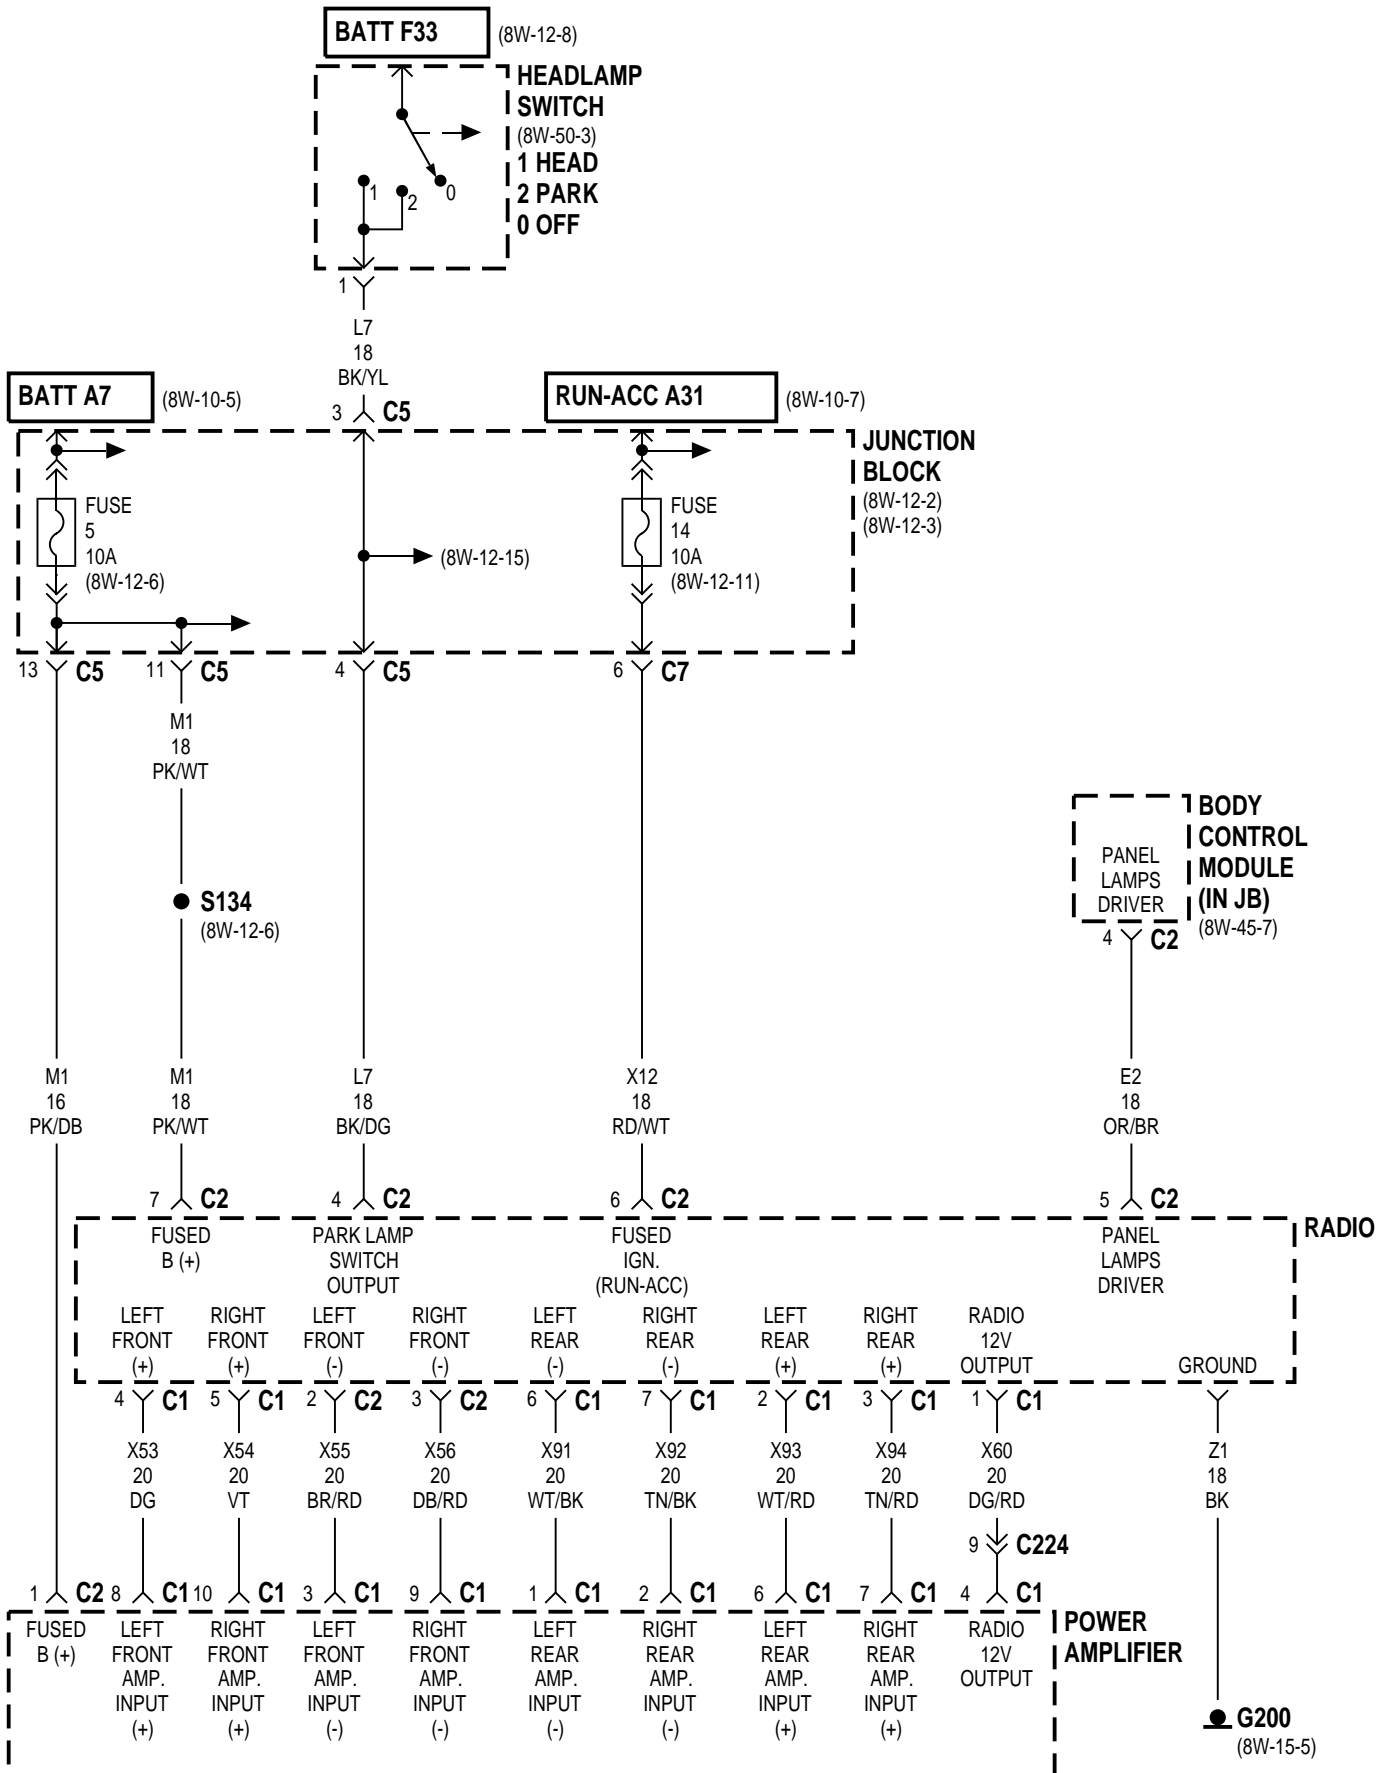 BATT F33 (8W-12-8)
HEADLAMP
SWITCH
(8W-50-3)
1 HEAD
2 PARK
0 OFF
1 2 0
1
L7
18
BK/YL
BATT A7 (8W-10-5)
3 C5
RUN-ACC A31 (8W-10-7)
JUNCTION
BLOCK
(8W-12-2)
(8W-12-3)
FUSE
5
10A
(8W-12-6)
(8W-12-15)
FUSE
14
10A
(8W-12-11)
13 C5 11 C5 4 C5 6 C7
M1
18
PK/WT
S134
(8W-12-6)
BODY
CONTROL
MODULE
(IN JB)
(8W-45-7)
PANEL
LAMPS
DRIVER
4 C2
M1 M1 L7 X12 E2
16 18 18 18 18
PK/DB PK/WT BK/DG RD/WT OR/BR
7 C2 4 C2 6 C2 5 C2
RADIO
FUSED PARK LAMP FUSED PANEL
B (+) SWITCH IGN. LAMPS
OUTPUT (RUN-ACC) DRIVER
LEFT RIGHT LEFT RIGHT LEFT RIGHT LEFT RIGHT RADIO
FRONT FRONT FRONT FRONT REAR REAR REAR REAR 12V
(+) (+) (-) (-) (-) (-) (+) (+) OUTPUT GROUND
4 C1 5 C1 2 C2 3 C2 6 C1 7 C1 2 C1 3 C1 1 C1
X53 X54 X55 X56 X91 X92 X93 X94 X60 Z1
20 20 20 20 20 20 20 20 20 18
DG VT BR/RD DB/RD WT/BK TN/BK WT/RD TN/RD DG/RD BK
9 C224
1 C2 8 C1 10 C1 3 C1 9 C1 1 C1 2 C1 6 C1 7 C1 4 C1
POWER
AMPLIFIER
FUSED LEFT RIGHT LEFT RIGHT LEFT RIGHT LEFT RIGHT RADIO
B (+) FRONT FRONT FRONT FRONT REAR REAR REAR REAR 12V
AMP. AMP. AMP. AMP. AMP. AMP. AMP. AMP. OUTPUT
INPUT INPUT INPUT INPUT INPUT INPUT INPUT INPUT
(+) (+) (-) (-) (-) (-) (+) (+)
G200
(8W-15-5)